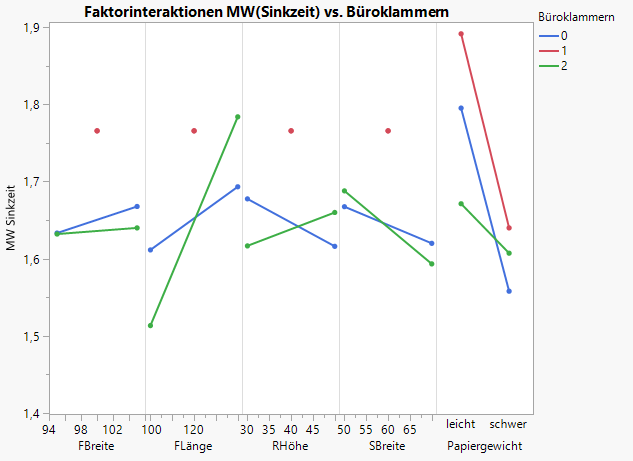 Faktorinteraktionen MW(Sinkzeit) vs. Büroklammern
Büroklammern
0
1
2
1,9
1,8
1,7
1,6
1,5
1,4
MW Sinkzeit
94 98 102 100 120 30 35 40 45 50 55 60 65 leicht schwer
FBreite FLänge RHöhe SBreite Papiergewicht